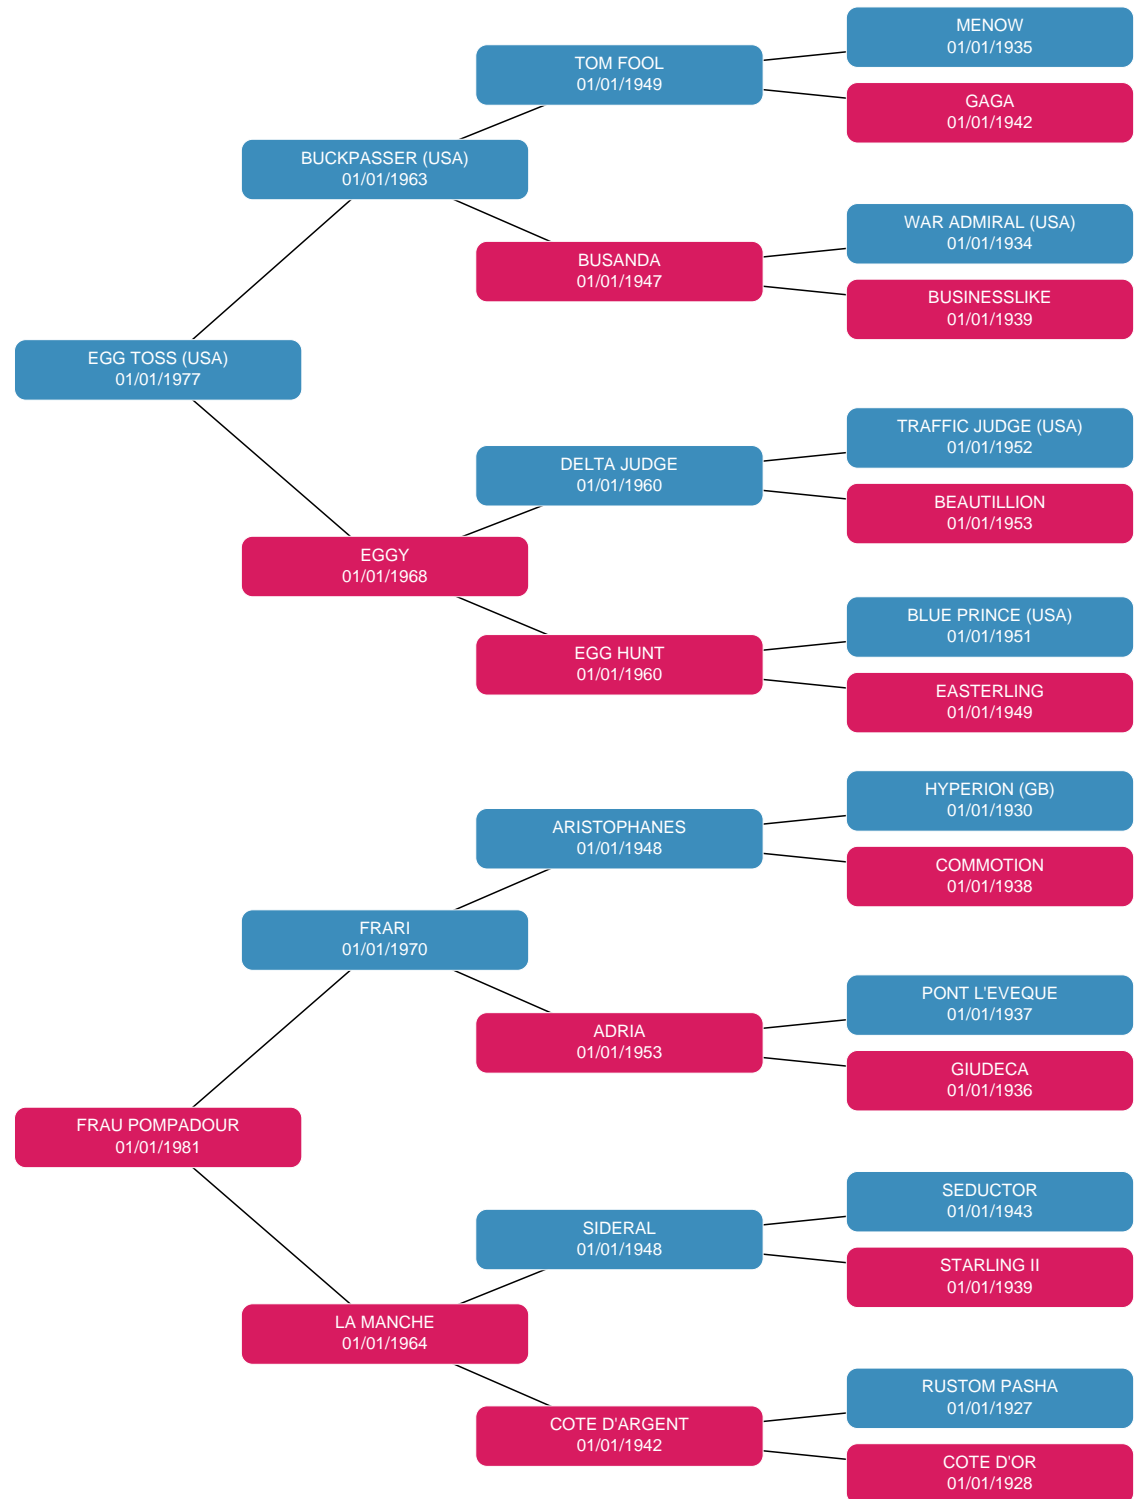 MENOW
01/01/1935
TOM FOOL
01/01/1949
GAGA
01/01/1942
BUCKPASSER (USA)
01/01/1963
WAR ADMIRAL (USA)
01/01/1934
BUSANDA
01/01/1947
BUSINESSLIKE
01/01/1939
EGG TOSS (USA)
01/01/1977
TRAFFIC JUDGE (USA)
01/01/1952
DELTA JUDGE
01/01/1960
BEAUTILLION
01/01/1953
EGGY
01/01/1968
BLUE PRINCE (USA)
01/01/1951
EGG HUNT
01/01/1960
EASTERLING
01/01/1949
HYPERION (GB)
01/01/1930
ARISTOPHANES
01/01/1948
COMMOTION
01/01/1938
FRARI
01/01/1970
PONT L'EVEQUE
01/01/1937
ADRIA
01/01/1953
GIUDECA
01/01/1936
FRAU POMPADOUR
01/01/1981
SEDUCTOR
01/01/1943
SIDERAL
01/01/1948
STARLING II
01/01/1939
LA MANCHE
01/01/1964
RUSTOM PASHA
01/01/1927
COTE D'ARGENT
01/01/1942
COTE D'OR
01/01/1928